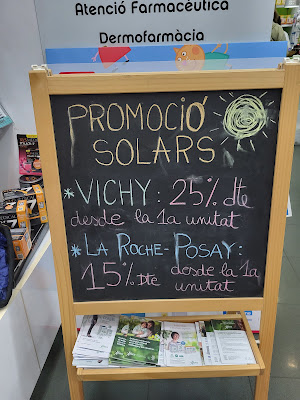 Atenció Farmacèutica
Dermofarmàcia
PROMOCIÓ
SOLARS
* VICHY: 25% dte
desde la 1a unitat
* LA ROCHE-POSAY:
15% Dte desde la 1a
unitat